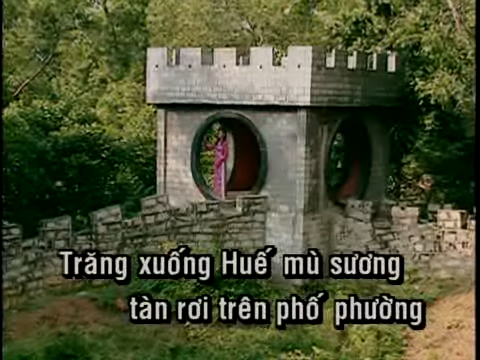 Trăng xuống Huế mù sương
tàn rơi trên phố phường